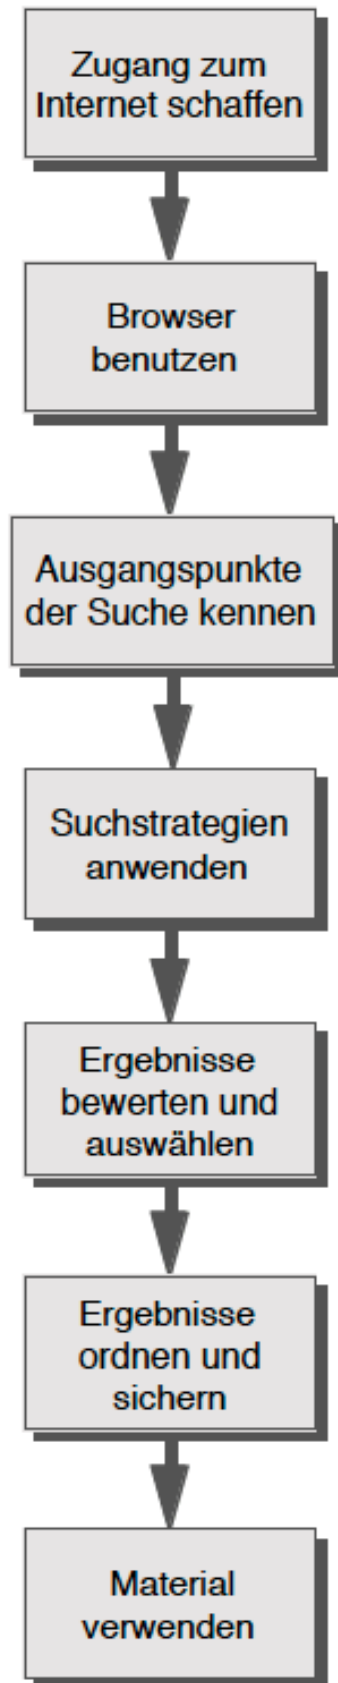 Zugang zum
Internet schaffen
Browser
benutzen
Ausgangspunkte
der Suche kennen
Suchstrategien
anwenden
Ergebnisse
bewerten und
auswählen
Ergebnisse
ordnen und
sichern
Material
verwenden